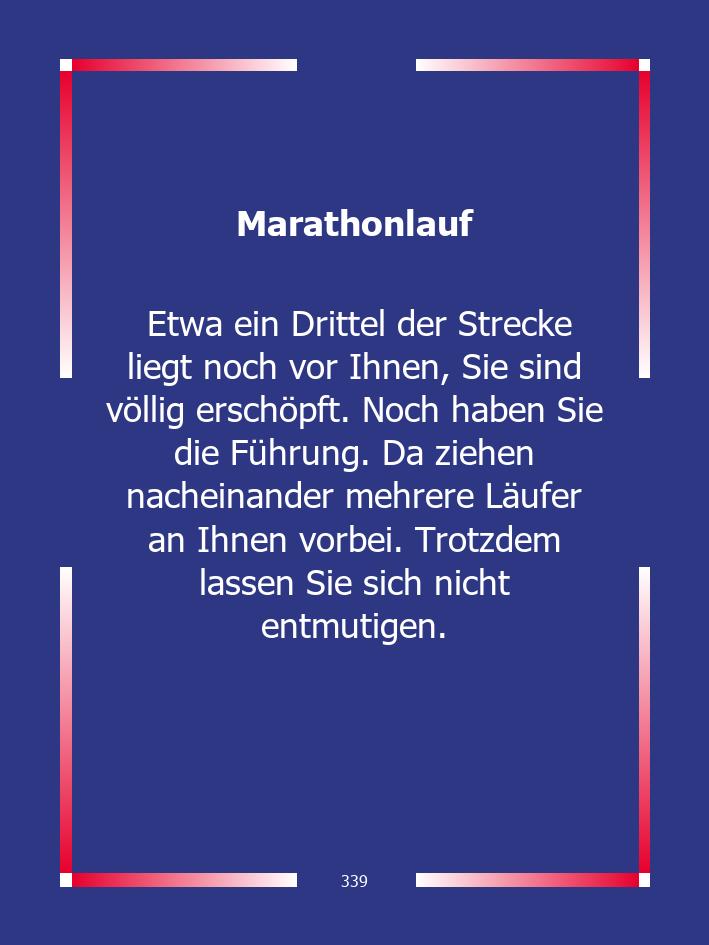 Marathonlauf
Etwa ein Drittel der Strecke
liegt noch vor Ihnen, Sie sind
völlig erschöpft. Noch haben Sie
die Führung. Da ziehen
nacheinander mehrere Läufer
an Ihnen vorbei. Trotzdem
lassen Sie sich nicht
entmutigen.
339